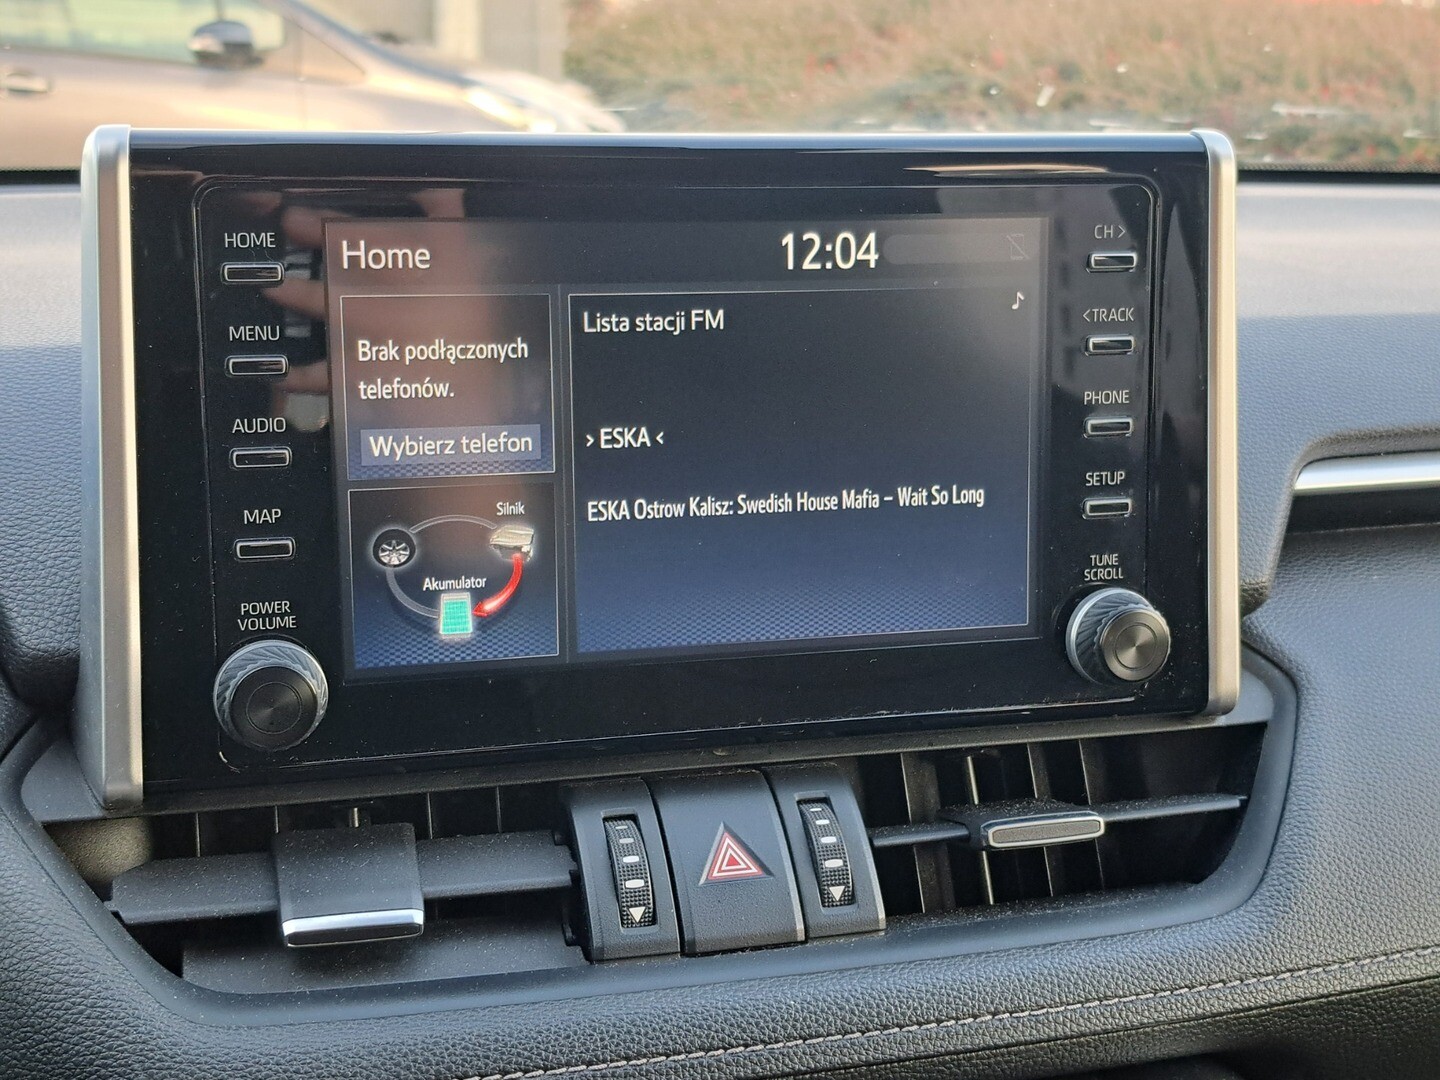 HOME
MENU
AUDIO
MAP
POWER
VOLUME
Home
12:04
Brak podłączonych
telefonów.
Wybierz telefon
Silnik
Akumulator
Lista stacji FM
› ESKA ‹
ESKA Ostrow Kalisz: Swedish House Mafia – Wait So Long
CH >
<TRACK
PHONE
SETUP
TUNE
SCROLL